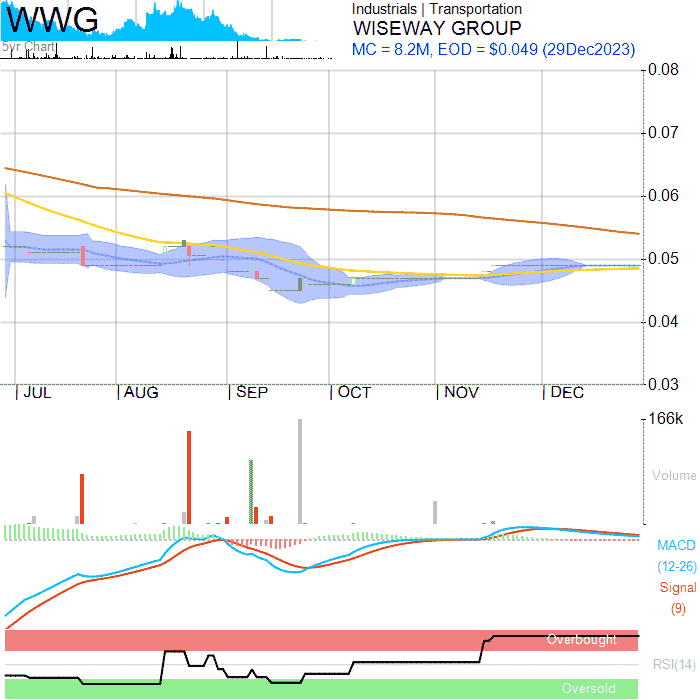 WWG
5yr Chart
Industrials | Transportation
WISEWAY GROUP
MC = 8.2M, EOD = $0.049 (29Dec2023)
0.08
0.07
0.06
0.05
0.04
0.03
JUL AUG SEP OCT NOV DEC
166k
Volume
MACD
(12-26)
Signal
(9)
Overbought
RSI(14)
Oversold